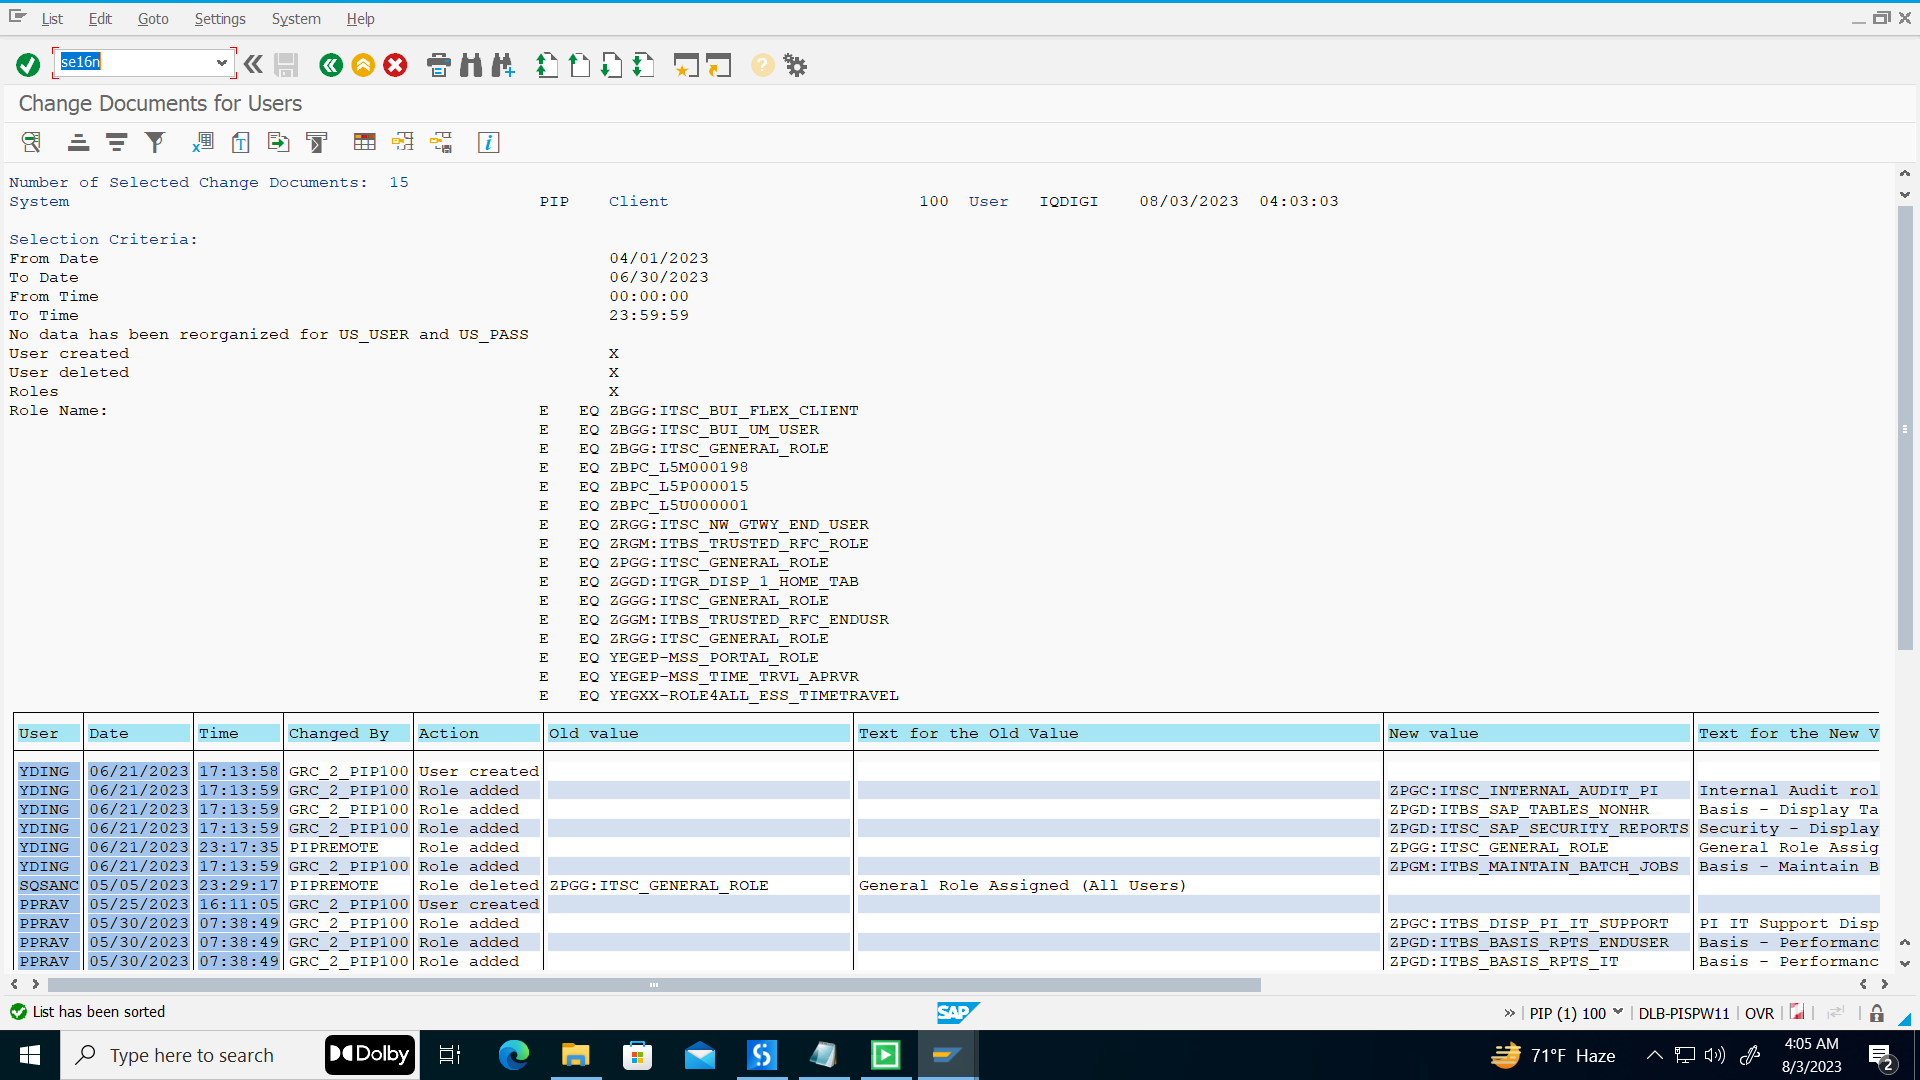 List Edit Goto Settings System Help
se16n
Change Documents for Users
Number of Selected Change Documents: 15
System PIP Client 100 User IQDIGI 08/03/2023 04:03:03
Selection Criteria:
From Date 04/01/2023
To Date 06/30/2023
From Time 00:00:00
To Time 23:59:59
No data has been reorganized for US_USER and US_PASS
User created X
User deleted X
Roles X
Role Name: E EQ ZBGG:ITSC_BUI_FLEX_CLIENT
E EQ ZBGG:ITSC_BUI_UM_USER
E EQ ZBGG:ITSC_GENERAL_ROLE
E EQ ZBPC_L5M000198
E EQ ZBPC_L5P000015
E EQ ZBPC_L5U000001
E EQ ZRGG:ITSC_NW_GTWY_END_USER
E EQ ZRGM:ITBS_TRUSTED_RFC_ROLE
E EQ ZPGG:ITSC_GENERAL_ROLE
E EQ ZGGD:ITGR_DISP_1_HOME_TAB
E EQ ZGGG:ITSC_GENERAL_ROLE
E EQ ZGGM:ITBS_TRUSTED_RFC_ENDUSR
E EQ ZRGG:ITSC_GENERAL_ROLE
E EQ YEGEP-MSS_PORTAL_ROLE
E EQ YEGEP-MSS_TIME_TRVL_APRVR
E EQ YEGXX-ROLE4ALL_ESS_TIMETRAVEL
User Date Time Changed By Action Old value Text for the Old Value New value Text for the New V
YDING 06/21/2023 17:13:58 GRC_2_PIP100 User created
YDING 06/21/2023 17:13:59 GRC_2_PIP100 Role added ZPGC:ITSC_INTERNAL_AUDIT_PI Internal Audit rol
YDING 06/21/2023 17:13:59 GRC_2_PIP100 Role added ZPGD:ITBS_SAP_TABLES_NONHR Basis - Display Ta
YDING 06/21/2023 17:13:59 GRC_2_PIP100 Role added ZPGD:ITSC_SAP_SECURITY_REPORTS Security - Display
YDING 06/21/2023 23:17:35 PIPREMOTE Role added ZPGG:ITSC_GENERAL_ROLE General Role Assig
YDING 06/21/2023 17:13:59 GRC_2_PIP100 Role added ZPGM:ITBS_MAINTAIN_BATCH_JOBS Basis - Maintain B
SQSANC 05/05/2023 23:29:17 PIPREMOTE Role deleted ZPGG:ITSC_GENERAL_ROLE General Role Assigned (All Users)
PPRAV 05/25/2023 16:11:05 GRC_2_PIP100 User created
PPRAV 05/30/2023 07:38:49 GRC_2_PIP100 Role added ZPGC:ITBS_DISP_PI_IT_SUPPORT PI IT Support Disp
PPRAV 05/30/2023 07:38:49 GRC_2_PIP100 Role added ZPGD:ITBS_BASIS_RPTS_ENDUSER Basis - Performanc
PPRAV 05/30/2023 07:38:49 GRC_2_PIP100 Role added ZPGD:ITBS_BASIS_RPTS_IT Basis - Performanc
List has been sorted SAP PIP (1) 100 DLB-PISPW11 OVR
Type here to search Dolby 71°F Haze 4:05 AM
8/3/2023 2